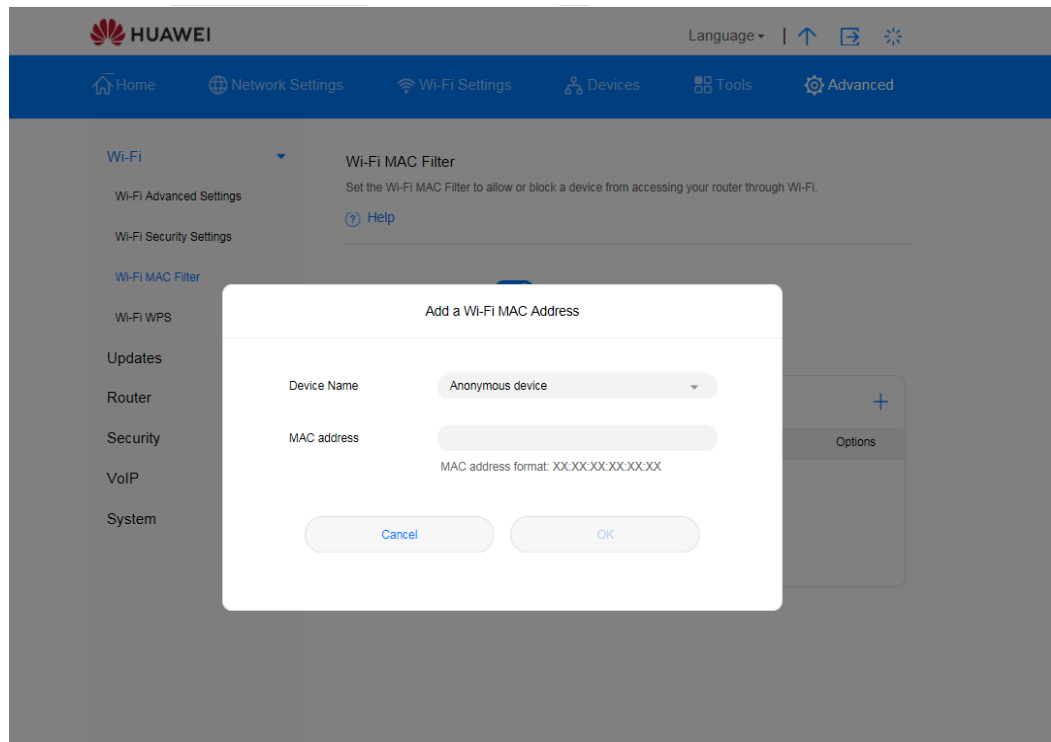 HUAWEI
Language
Home Network Settings Wi-Fi Settings Devices Tools Advanced
Wi-Fi
Wi-Fi Advanced Settings
Wi-Fi Security Settings
Wi-Fi MAC Filter
Wi-Fi WPS
Updates
Router
Security
VoIP
System
Wi-Fi MAC Filter
Set the Wi-Fi MAC Filter to allow or block a device from accessing your router through Wi-Fi.
? Help
Add a Wi-Fi MAC Address
Device Name Anonymous device
MAC address
MAC address format: XX:XX:XX:XX:XX:XX
Cancel OK
+
Options